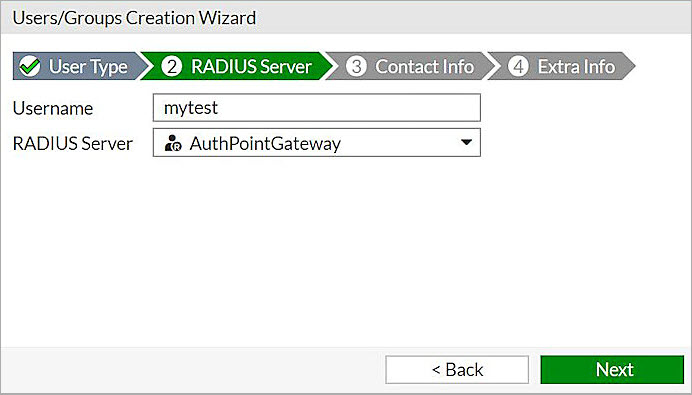 Users/Groups Creation Wizard
User Type 2 RADIUS Server 3 Contact Info 4 Extra Info
Username mytest
RADIUS Server AuthPointGateway
< Back Next